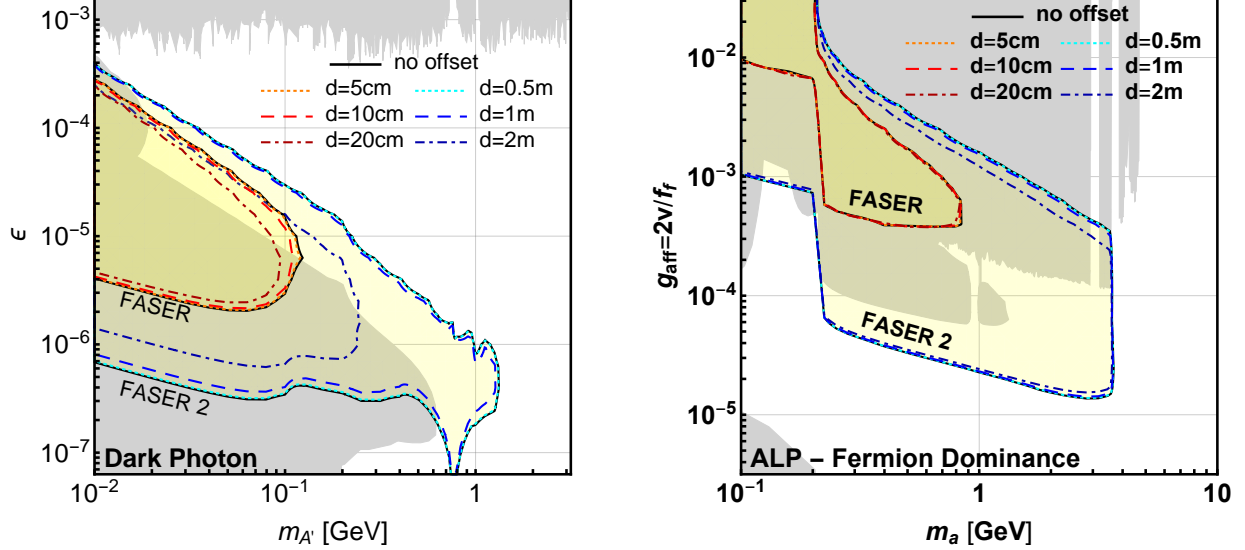 10⁻³
10⁻⁴
10⁻⁵
10⁻⁶
10⁻⁷
ϵ
no offset
d=5cm
d=0.5m
d=10cm
d=1m
d=20cm
d=2m
FASER
FASER 2
Dark Photon
10⁻²
10⁻¹
1
m_A' [GeV]
10⁻²
10⁻³
10⁻⁴
10⁻⁵
g_aff=2v/f_f
no offset
d=5cm
d=0.5m
d=10cm
d=1m
d=20cm
d=2m
FASER
FASER 2
ALP – Fermion Dominance
10⁻¹
1
10
m_a [GeV]